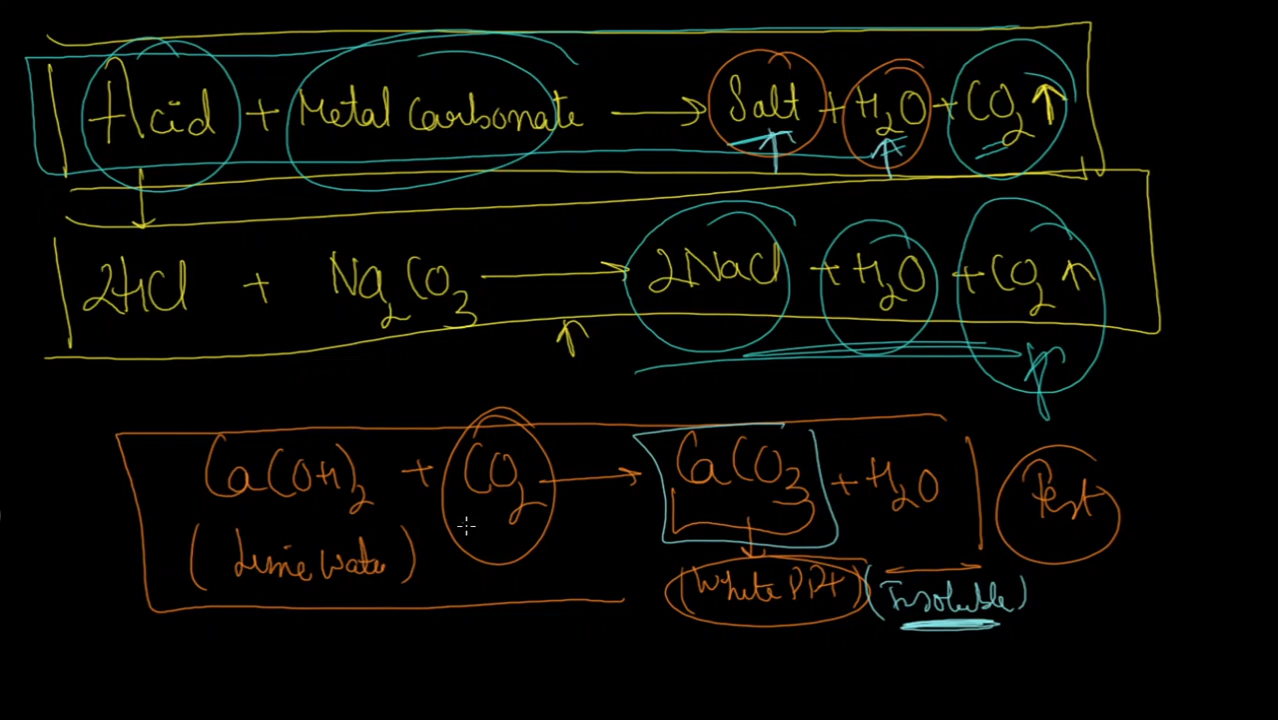 Acid + Metal Carbonate → Salt + H₂O + CO₂ ↑
2HCl + Na₂CO₃ → 2NaCl + H₂O + CO₂ ↑
Ca(OH)₂ + CO₂ → CaCO₃ + H₂O
(Lime Water) (White PPt) (Insoluble)